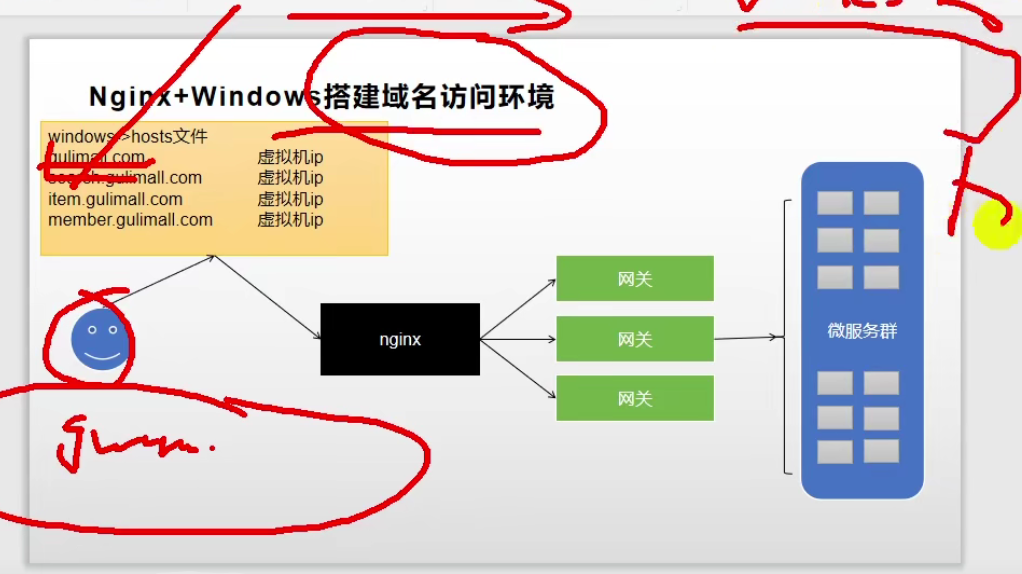 Nginx+Windows搭建域名访问环境
windows->hosts文件
gulimall.com 虚拟机ip
search.gulimall.com 虚拟机ip
item.gulimall.com 虚拟机ip
member.gulimall.com 虚拟机ip
nginx
网关
网关
网关
微服务群